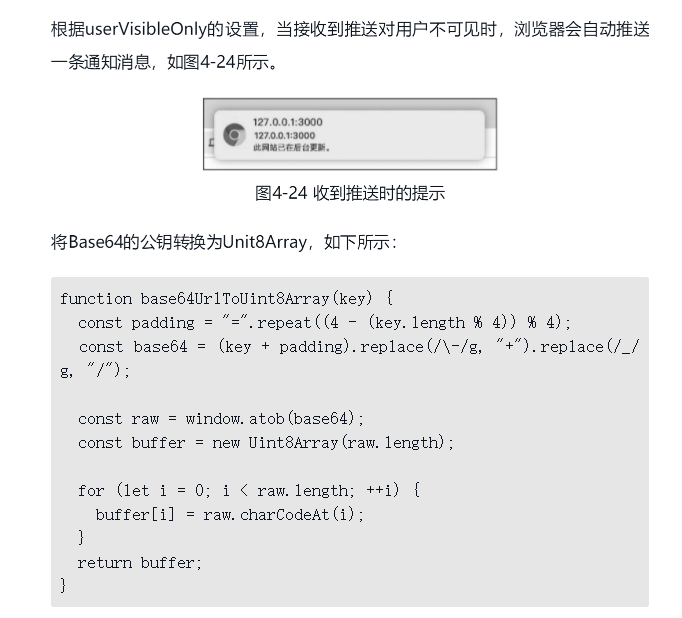 根据userVisibleOnly的设置，当接收到推送对用户不可见时，浏览器会自动推送
一条通知消息，如图4-24所示。
127.0.0.1:3000
127.0.0.1:3000
此网站已在后台更新。
图4-24 收到推送时的提示
将Base64的公钥转换为Unit8Array，如下所示：
function base64UrlToUint8Array(key) {
  const padding = "=".repeat((4 - (key.length % 4)) % 4);
  const base64 = (key + padding).replace(/\-/g, "+").replace(/_/
g, "/");
  const raw = window.atob(base64);
  const buffer = new Uint8Array(raw.length);
  for (let i = 0; i < raw.length; ++i) {
    buffer[i] = raw.charCodeAt(i);
  }
  return buffer;
}